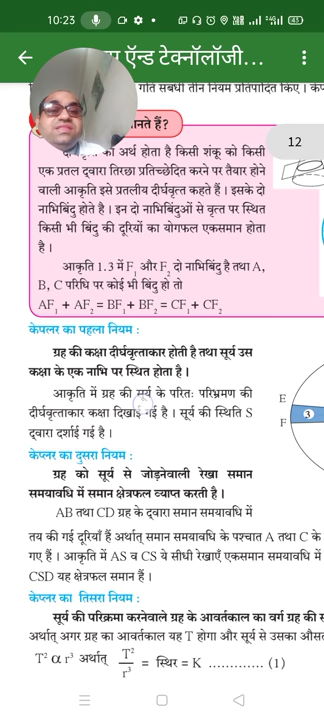 10:23
45
ऍन्ड टेक्नॉलॉजी...
गति संबंधी तीन नियम प्रतिपादित किए ।
12
ानते हैं?
का अर्थ होता है किसी शंकू को किसी
एक प्रतल द्वारा तिरछा प्रतिच्छेदित करने पर तैयार होने
वाली आकृति इसे प्रतलीय दीर्घवृत्त कहते हैं । इसके दो
नाभिबिंदु होते है । इन दो नाभिबिंदुओं से वृत्त पर स्थित
किसी भी बिंदु की दूरियों का योगफल एकसमान होता
है ।
आकृति 1.3 में F₁ और F₂ दो नाभिबिंदु है तथा A,
B, C परिधि पर कोई भी बिंदु हो तो
AF₁ + AF₂ = BF₁ + BF₂ = CF₁ + CF₂
केपलर का पहला नियम :
ग्रह की कक्षा दीर्घवृत्ताकार होती है तथा सूर्य उस
कक्षा के एक नाभि पर स्थित होता है ।
आकृति में ग्रह की सूर्य के परितः परिभ्रमण की
दीर्घवृत्ताकार कक्षा दिखाई गई है । सूर्य की स्थिति S
द्वारा दर्शाई गई है ।
E
F
3
केप्लर का दुसरा नियम :
ग्रह को सूर्य से जोड़नेवाली रेखा समान
समयावधि में समान क्षेत्रफल व्याप्त करती है ।
AB तथा CD ग्रह के द्वारा समान समयावधि में
तय की गई दूरियाँ हैं अर्थात् समान समयावधि के पश्चात A तथा C के
गए हैं । आकृति में AS व CS ये सीधी रेखाएँ एकसमान समयावधि में
CSD यह क्षेत्रफल समान हैं ।
केप्लर का तिसरा नियम :
सूर्य की परिक्रमा करनेवाले ग्रह के आवर्तकाल का वर्ग ग्रह की
अर्थात् अगर ग्रह का आवर्तकाल यह T होगा और सूर्य से उसका
T² α r³ अर्थात् T²/r³ = स्थिर = K ............. (1)